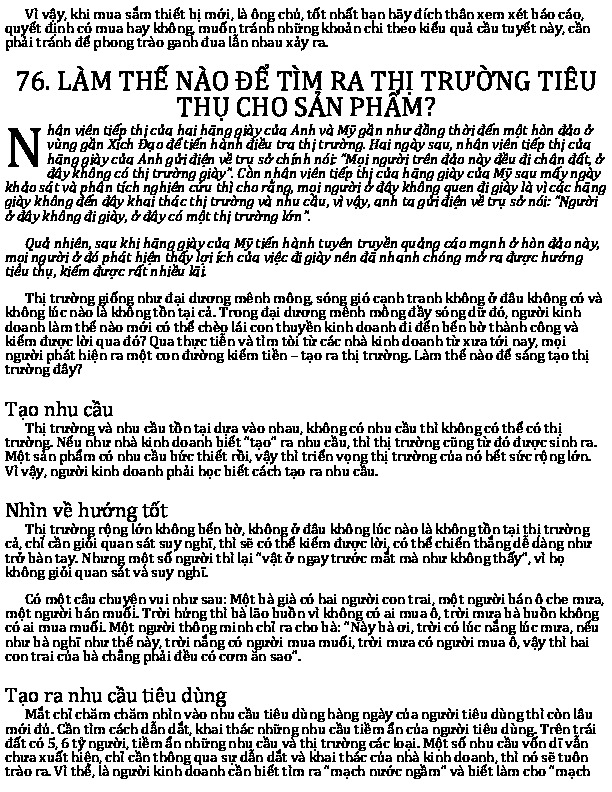 Vì vậy, khi mua sắm thiết bị mới, là ông chủ, tốt nhất bạn hãy đích thân xem xét báo cáo,
quyết định có mua hay không, muốn tránh những khoản chi theo kiểu quả cầu tuyết này, cần
phải tránh để phong trào ganh đua lẫn nhau xảy ra.
76. LÀM THẾ NÀO ĐỂ TÌM RA THỊ TRƯỜNG TIÊU
THỤ CHO SẢN PHẨM?
Nhân viên tiếp thị của hai hãng giày của Anh và Mỹ gần như đồng thời đến một hòn đảo ở
vùng gần Xích Đạo để tiến hành điều tra thị trường. Hai ngày sau, nhân viên tiếp thị của
hãng giày của Anh gửi điện về trụ sở chính nói: “Mọi người trên đảo này đều đi chân đất, ở
đây không có thị trường giày”. Còn nhân viên tiếp thị của hãng giày của Mỹ sau mấy ngày
khảo sát và phân tích nghiên cứu thì cho rằng, mọi người ở đây không quen đi giày là vì các hãng
giày không đến đây khai thác thị trường và nhu cầu, vì vậy, anh ta gửi điện về trụ sở nói: “Người
ở đây không đi giày, ở đây có một thị trường lớn”.
Quả nhiên, sau khi hãng giày của Mỹ tiến hành tuyên truyền quảng cáo mạnh ở hòn đảo này,
mọi người ở đó phát hiện thấy lợi ích của việc đi giày nên đã nhanh chóng mở ra được hướng
tiêu thụ, kiếm được rất nhiều lãi.
Thị trường giống như đại dương mênh mông, sóng gió cạnh tranh không ở đâu không có và
không lúc nào là không tồn tại cả. Trong đại dương mênh mông đầy sóng dữ đó, người kinh
doanh làm thế nào mới có thể chèo lái con thuyền kinh doanh đi đến bến bờ thành công và
kiếm được lời qua đó? Qua thực tiễn và tìm tòi từ các nhà kinh doanh từ xưa tới nay, mọi
người phát hiện ra một con đường kiếm tiền – tạo ra thị trường. Làm thế nào để sáng tạo thị
trường đây?
Tạo nhu cầu
Thị trường và nhu cầu tồn tại dựa vào nhau, không có nhu cầu thì không có thể có thị
trường. Nếu như nhà kinh doanh biết “tạo” ra nhu cầu, thì thị trường cũng từ đó được sinh ra.
Một sản phẩm có nhu cầu bức thiết rồi, vậy thì triển vọng thị trường của nó hết sức rộng lớn.
Vì vậy, người kinh doanh phải học biết cách tạo ra nhu cầu.
Nhìn về hướng tốt
Thị trường rộng lớn không bến bờ, không ở đâu không lúc nào là không tồn tại thị trường
cả, chỉ cần giỏi quan sát suy nghĩ, thì sẽ có thể kiếm được lời, có thể chiến thắng dễ dàng như
trở bàn tay. Nhưng một số người thì lại “vật ở ngay trước mắt mà như không thấy”, vì họ
không giỏi quan sát và suy nghĩ.
Có một câu chuyện vui như sau: Một bà già có hai người con trai, một người bán ô che mưa,
một người bán muối. Trời hửng thì bà lão buồn vì không có ai mua ô, trời mưa bà buồn không
có ai mua muối. Một người thông minh chỉ ra cho bà: “Này bà ơi, trời có lúc nắng lúc mưa, nếu
như bà nghĩ như thế này, trời nắng có người mua muối, trời mưa có người mua ô, vậy thì hai
con trai của bà chẳng phải đều có cơm ăn sao”.
Tạo ra nhu cầu tiêu dùng
Mắt chỉ chăm chăm nhìn vào nhu cầu tiêu dùng hàng ngày của người tiêu dùng thì còn lâu
mới đủ. Cần tìm cách dẫn dắt, khai thác những nhu cầu tiềm ẩn của người tiêu dùng. Trên trái
đất có 5, 6 tỷ người, tiềm ẩn những nhu cầu và thị trường các loại. Một số nhu cầu vốn dĩ vẫn
chưa xuất hiện, chỉ cần thông qua sự dẫn dắt và khai thác của nhà kinh doanh, thì nó sẽ tuôn
trào ra. Vì thế, là người kinh doanh cần biết tìm ra “mạch nước ngầm” và biết làm cho “mạch